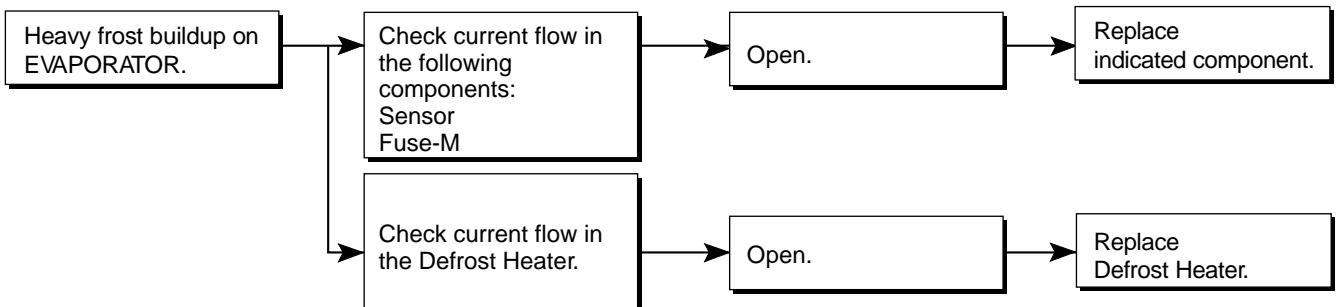 Heavy frost buildup on
EVAPORATOR.
Check current flow in
the following
components:
Sensor
Fuse-M
Open.
Replace
indicated component.
Check current flow in
the Defrost Heater.
Open.
Replace
Defrost Heater.